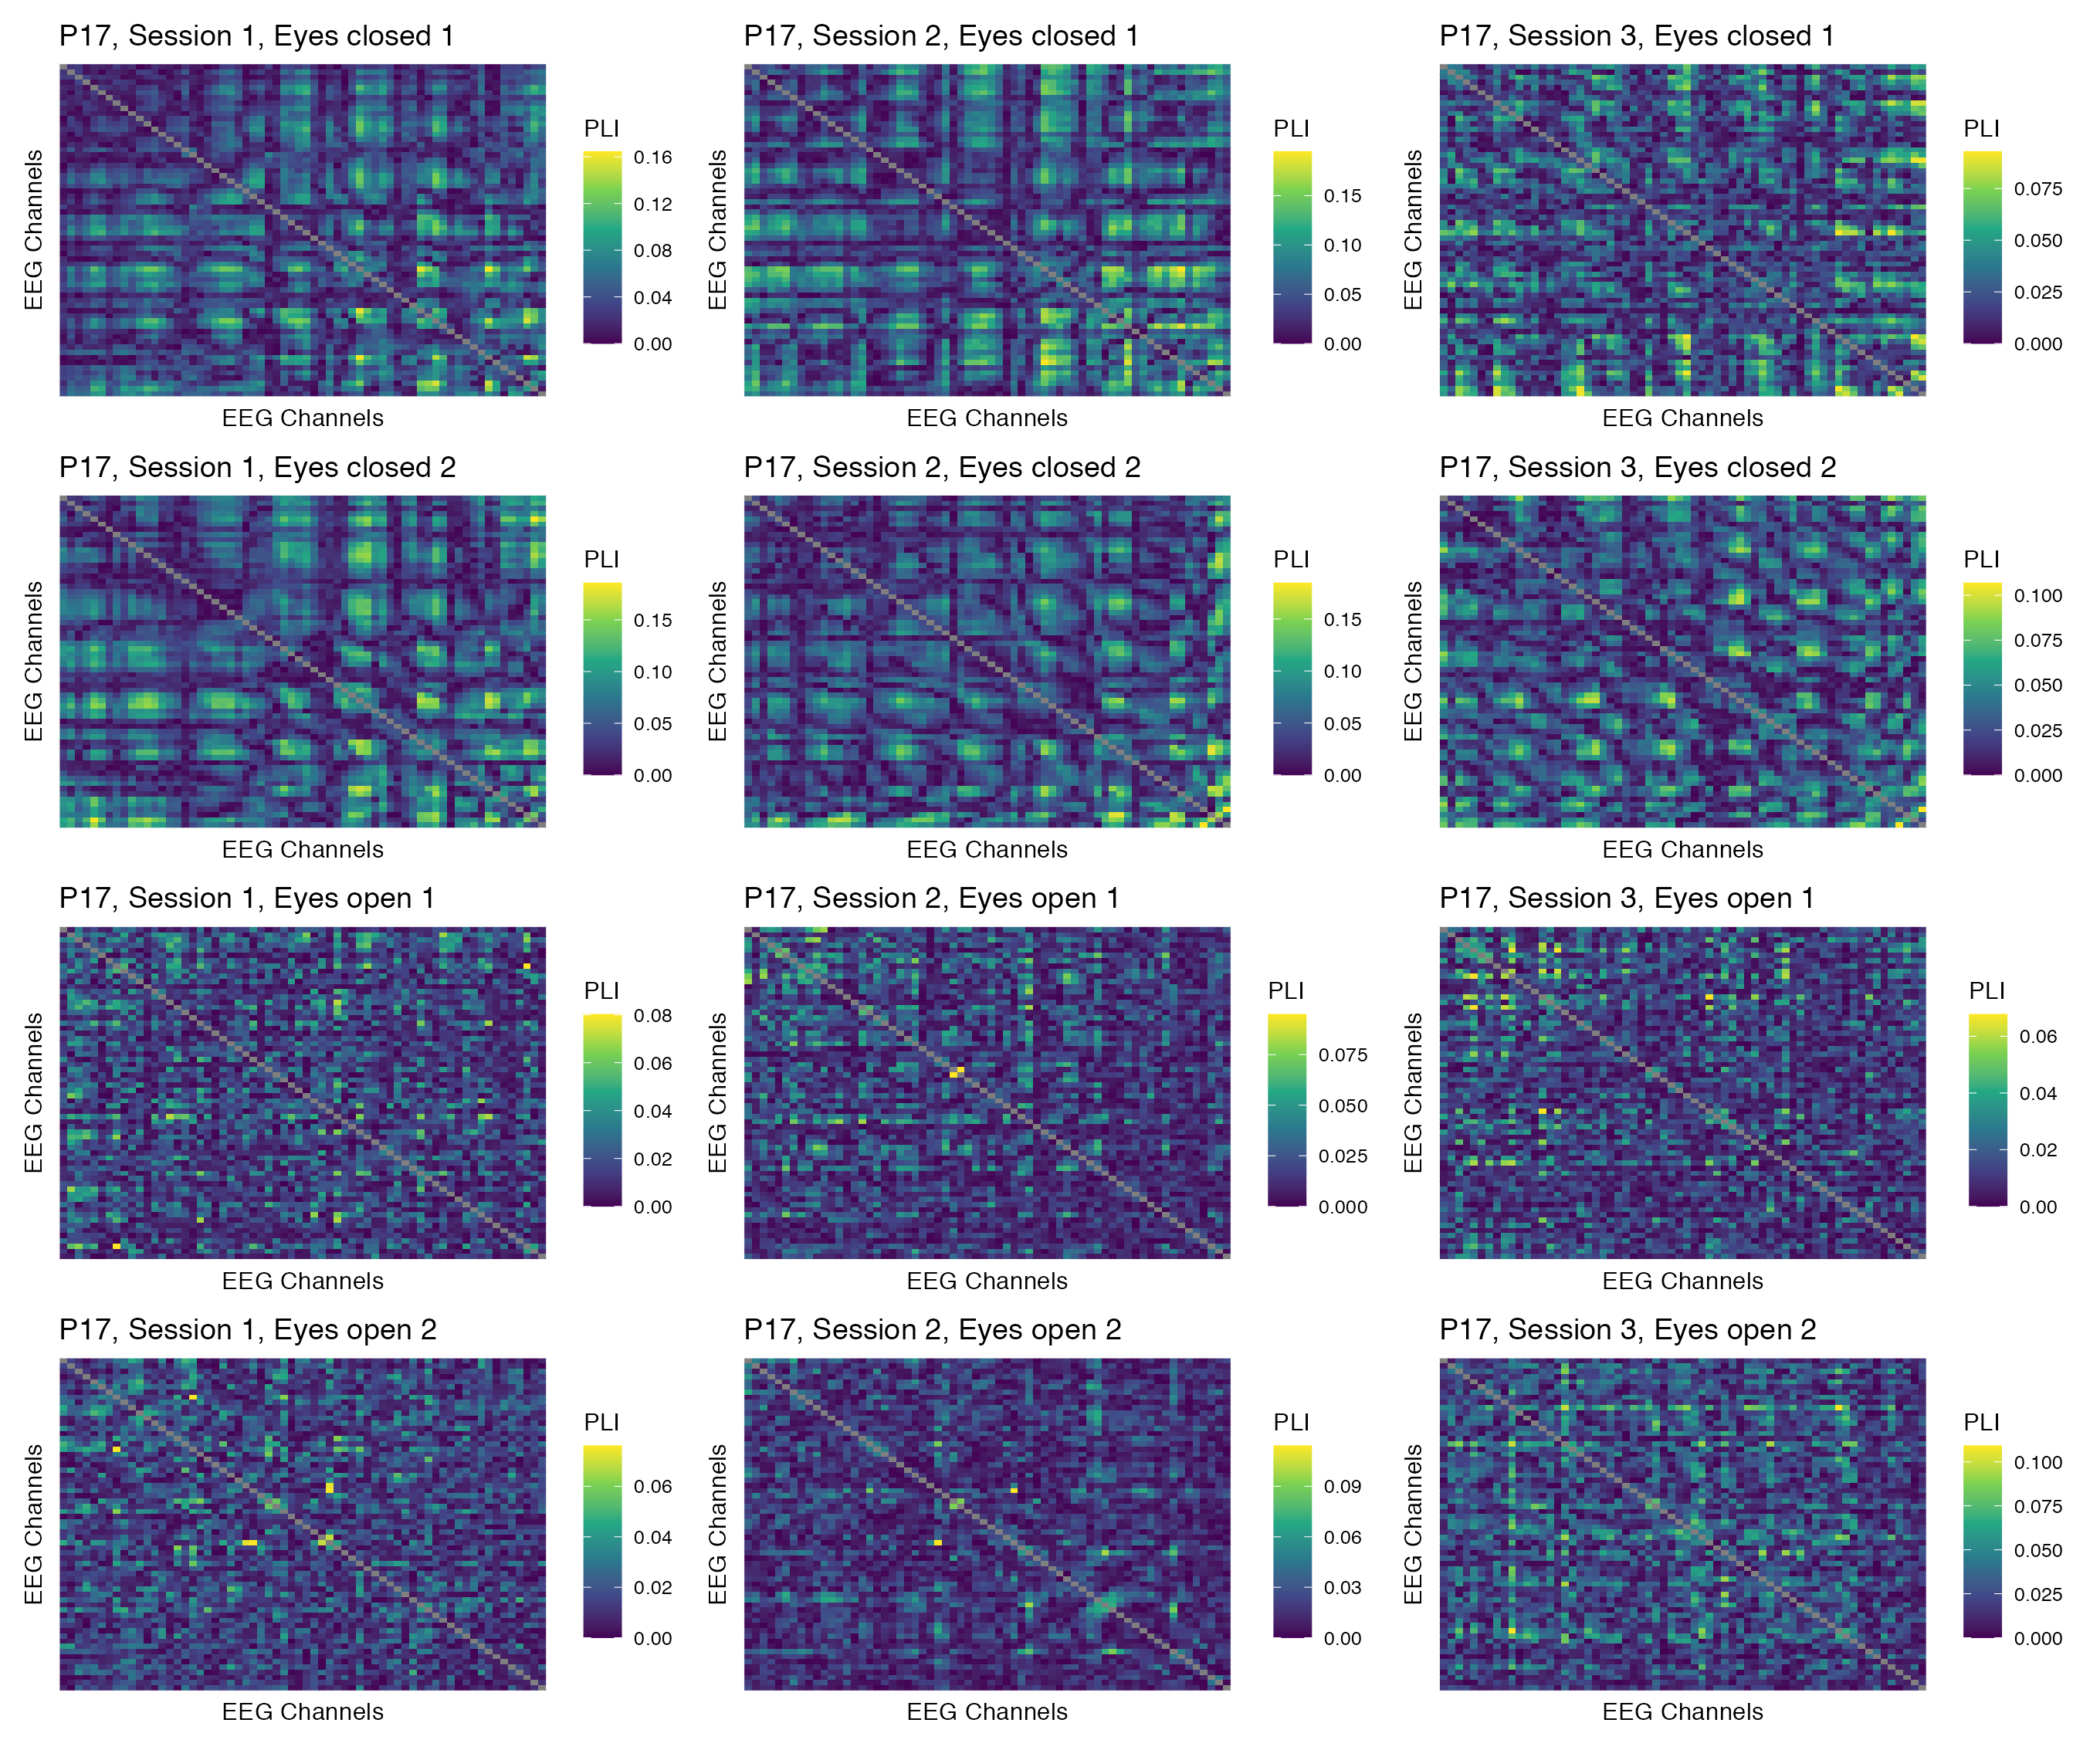 P17, Session 1, Eyes closed 1
EEG Channels
EEG Channels
PLI
0.16
0.12
0.08
0.04
0.00
P17, Session 2, Eyes closed 1
EEG Channels
EEG Channels
PLI
0.15
0.10
0.05
0.00
P17, Session 3, Eyes closed 1
EEG Channels
EEG Channels
PLI
0.075
0.050
0.025
0.000
P17, Session 1, Eyes closed 2
EEG Channels
EEG Channels
PLI
0.15
0.10
0.05
0.00
P17, Session 2, Eyes closed 2
EEG Channels
EEG Channels
PLI
0.15
0.10
0.05
0.00
P17, Session 3, Eyes closed 2
EEG Channels
EEG Channels
PLI
0.100
0.075
0.050
0.025
0.000
P17, Session 1, Eyes open 1
EEG Channels
EEG Channels
PLI
0.08
0.06
0.04
0.02
0.00
P17, Session 2, Eyes open 1
EEG Channels
EEG Channels
PLI
0.075
0.050
0.025
0.000
P17, Session 3, Eyes open 1
EEG Channels
EEG Channels
PLI
0.06
0.04
0.02
0.00
P17, Session 1, Eyes open 2
EEG Channels
EEG Channels
PLI
0.06
0.04
0.02
0.00
P17, Session 2, Eyes open 2
EEG Channels
EEG Channels
PLI
0.09
0.06
0.03
0.00
P17, Session 3, Eyes open 2
EEG Channels
EEG Channels
PLI
0.100
0.075
0.050
0.025
0.000